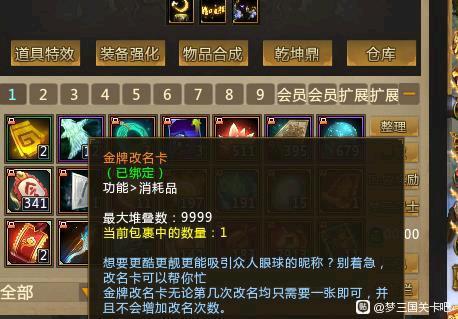 道具特效 装备强化 物品合成 乾坤鼎 仓库
1 2 3 4 5 6 7 8 9 会员 会员 扩展 扩展
整理
2
341
2
金牌改名卡
（已绑定）
功能>消耗品
最大堆叠数：9999
当前包裹中的数量：1
想要更酷更靓更能吸引众人眼球的昵称？别着急，
改名卡可以帮你忙
金牌改名卡无论第几次改名均只需要一张即可，并
且不会增加改名次数。
全部
@梦三国关卡吧